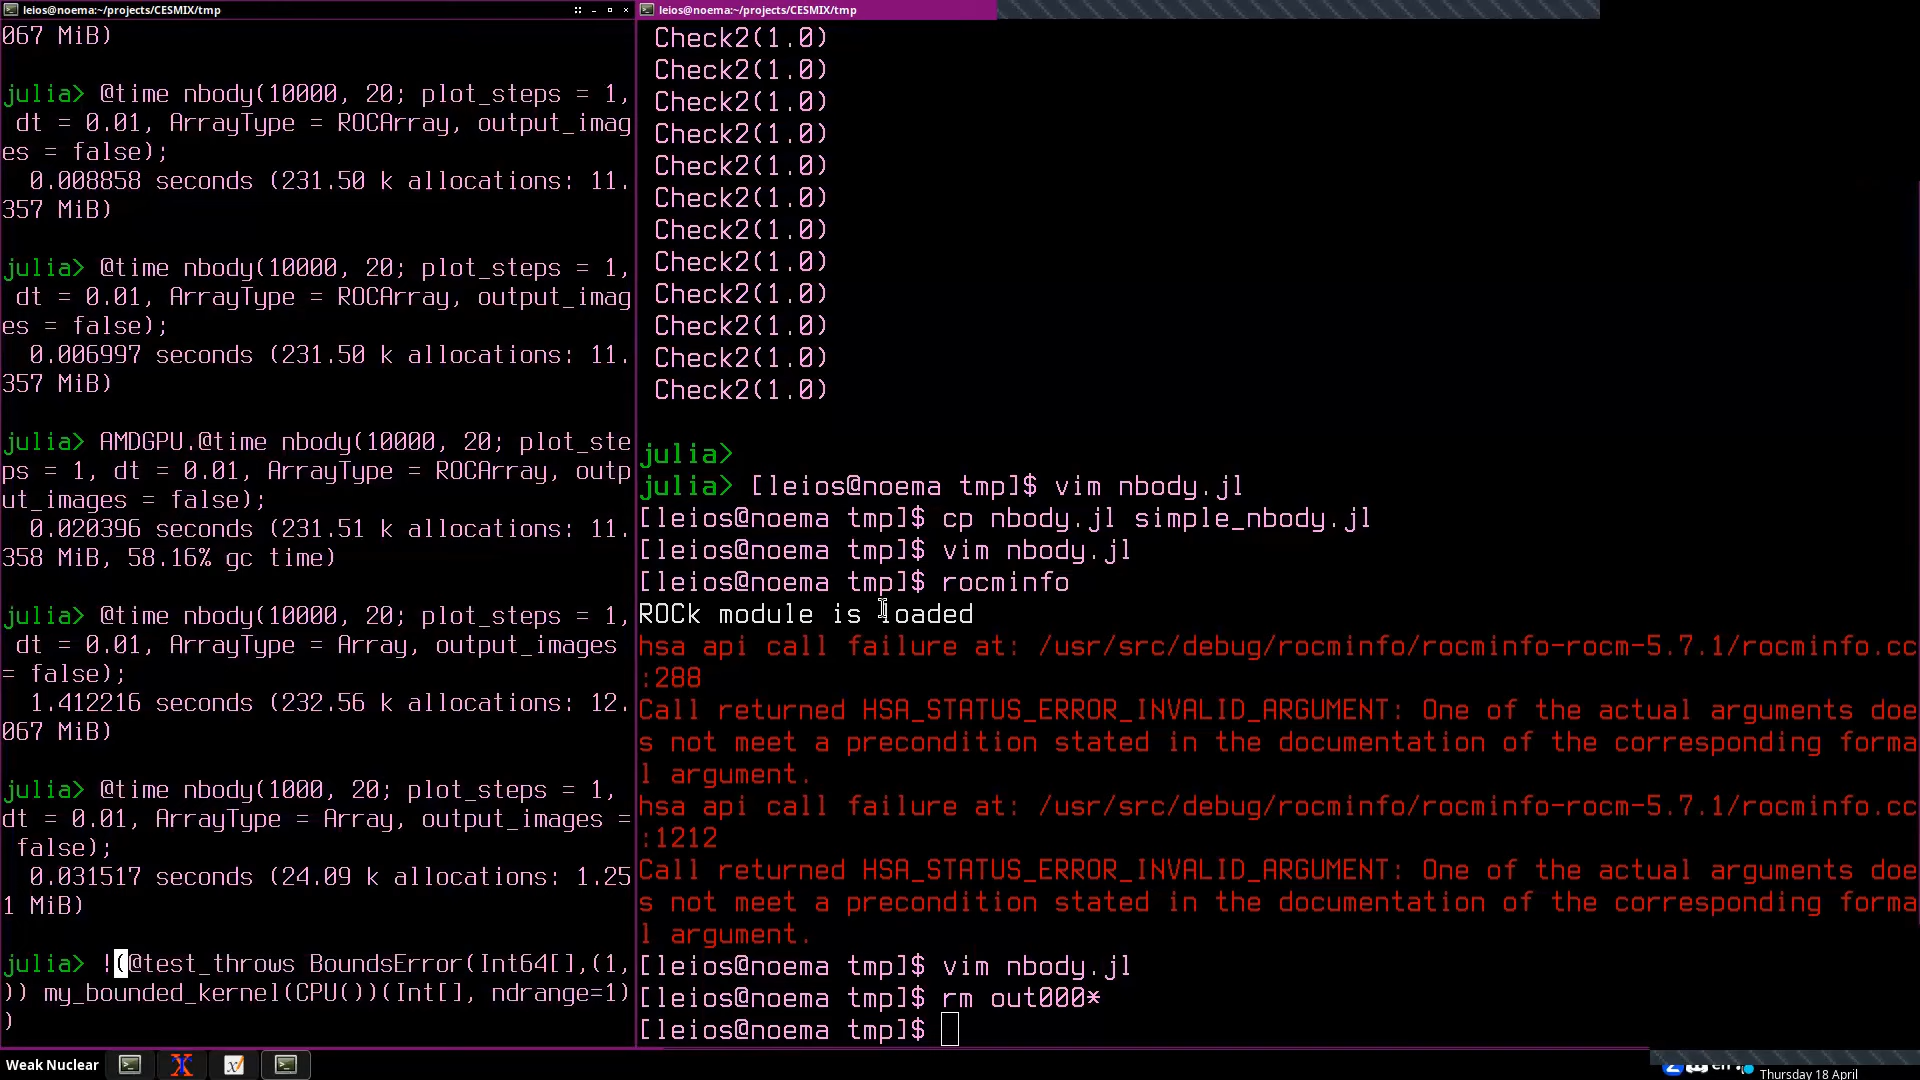 leios@noema:~/projects/CESMIX/tmp
067 MiB)
julia> @time nbody(10000, 20; plot_steps = 1,
 dt = 0.01, ArrayType = ROCArray, output_imag
es = false);
  0.008858 seconds (231.50 k allocations: 11.
357 MiB)
julia> @time nbody(10000, 20; plot_steps = 1,
 dt = 0.01, ArrayType = ROCArray, output_imag
es = false);
  0.006997 seconds (231.50 k allocations: 11.
357 MiB)
julia> AMDGPU.@time nbody(10000, 20; plot_ste
ps = 1, dt = 0.01, ArrayType = ROCArray, outp
ut_images = false);
  0.020396 seconds (231.51 k allocations: 11.
358 MiB, 58.16% gc time)
julia> @time nbody(10000, 20; plot_steps = 1,
 dt = 0.01, ArrayType = Array, output_images
= false);
  1.412216 seconds (232.56 k allocations: 12.
067 MiB)
julia> @time nbody(1000, 20; plot_steps = 1,
dt = 0.01, ArrayType = Array, output_images =
 false);
  0.031517 seconds (24.09 k allocations: 1.25
1 MiB)
julia> !(@test_throws BoundsError(Int64[],(1,
)) my_bounded_kernel(CPU())(Int[], ndrange=1)
)
leios@noema:~/projects/CESMIX/tmp
 Check2(1.0)
 Check2(1.0)
 Check2(1.0)
 Check2(1.0)
 Check2(1.0)
 Check2(1.0)
 Check2(1.0)
 Check2(1.0)
 Check2(1.0)
 Check2(1.0)
 Check2(1.0)
 Check2(1.0)
julia>
julia> [leios@noema tmp]$ vim nbody.jl
[leios@noema tmp]$ cp nbody.jl simple_nbody.jl
[leios@noema tmp]$ vim nbody.jl
[leios@noema tmp]$ rocminfo
ROCk module is loaded
hsa api call failure at: /usr/src/debug/rocminfo/rocminfo-rocm-5.7.1/rocminfo.cc
:288
Call returned HSA_STATUS_ERROR_INVALID_ARGUMENT: One of the actual arguments doe
s not meet a precondition stated in the documentation of the corresponding forma
l argument.
hsa api call failure at: /usr/src/debug/rocminfo/rocminfo-rocm-5.7.1/rocminfo.cc
:1212
Call returned HSA_STATUS_ERROR_INVALID_ARGUMENT: One of the actual arguments doe
s not meet a precondition stated in the documentation of the corresponding forma
l argument.
[leios@noema tmp]$ vim nbody.jl
[leios@noema tmp]$ rm out000*
[leios@noema tmp]$
Weak Nuclear
Thursday 18 April